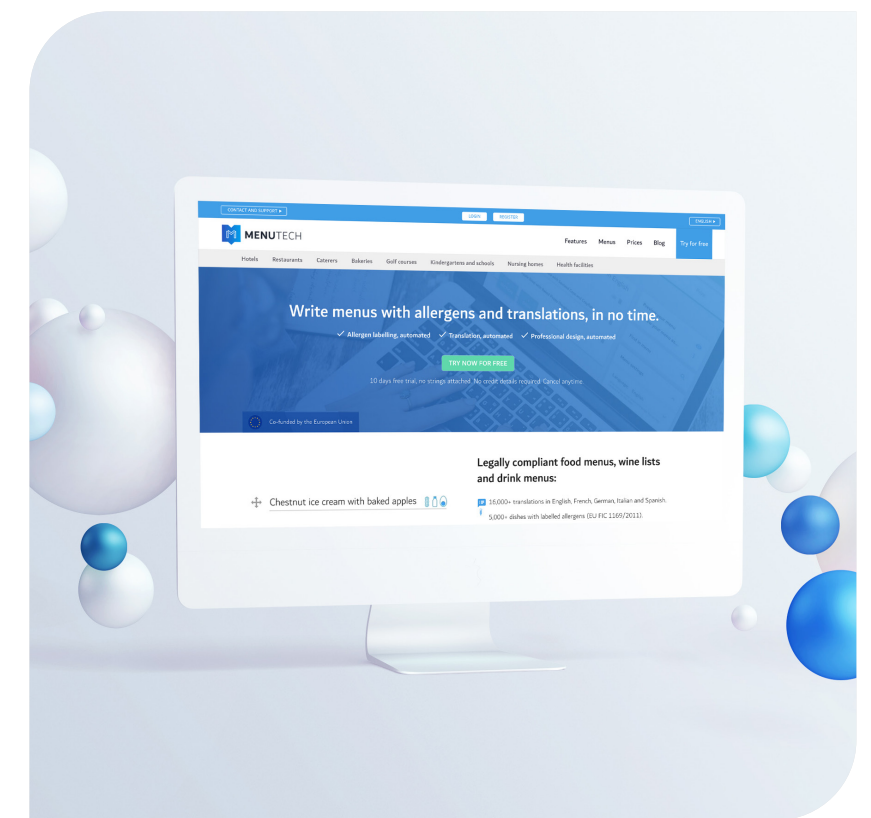 CONTACT AND SUPPORT ▸
LOGIN REGISTER
ENGLISH ▸
MENUTECH
Features Menus Prices Blog Try for free
Hotels Restaurants Caterers Bakeries Golf courses Kindergartens and schools Nursing homes Health facilities
Write menus with allergens and translations, in no time.
✓ Allergen labelling, automated ✓ Translation, automated ✓ Professional design, automated
TRY NOW FOR FREE
10 days free trial, no strings attached. No credit details required. Cancel anytime.
Co-funded by the European Union
Chestnut ice cream with baked apples
Legally compliant food menus, wine lists
and drink menus:
16,000+ translations in English, French, German, Italian and Spanish.
5,000+ dishes with labelled allergens (EU FIC 1169/2011).